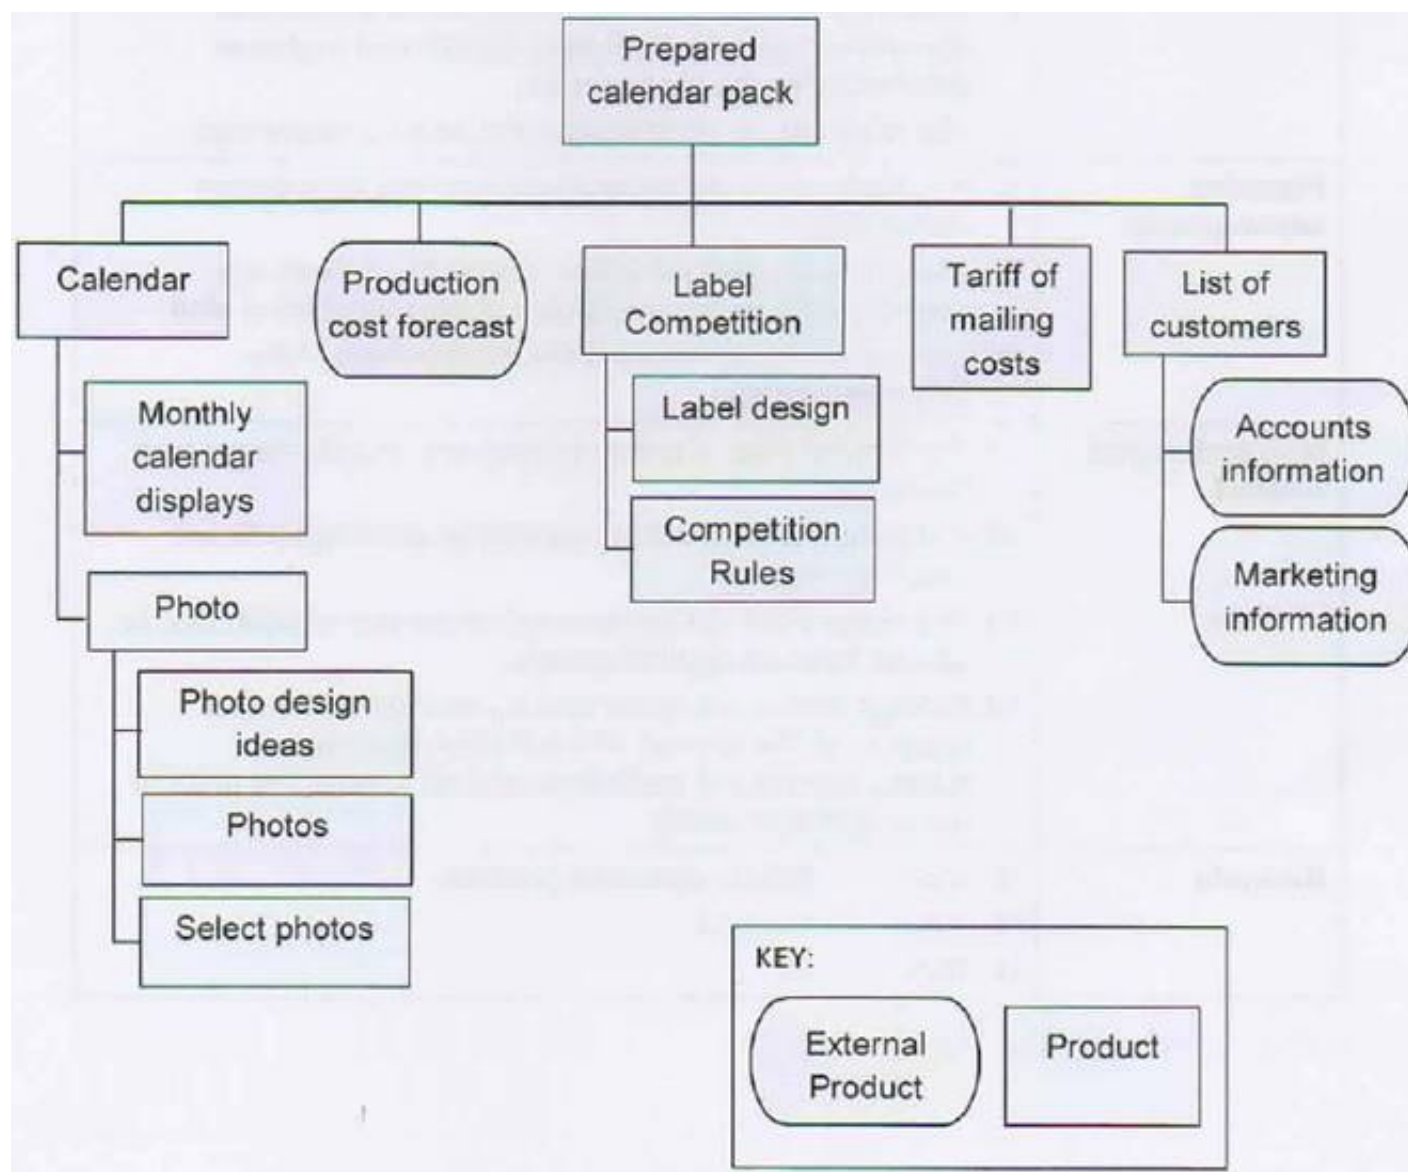 Prepared
calendar pack
Calendar
Production
cost forecast
Label
Competition
Tariff of
mailing
costs
List of
customers
Monthly
calendar
displays
Photo
Photo design
ideas
Photos
Select photos
Label design
Competition
Rules
Accounts
information
Marketing
information
KEY:
External
Product
Product